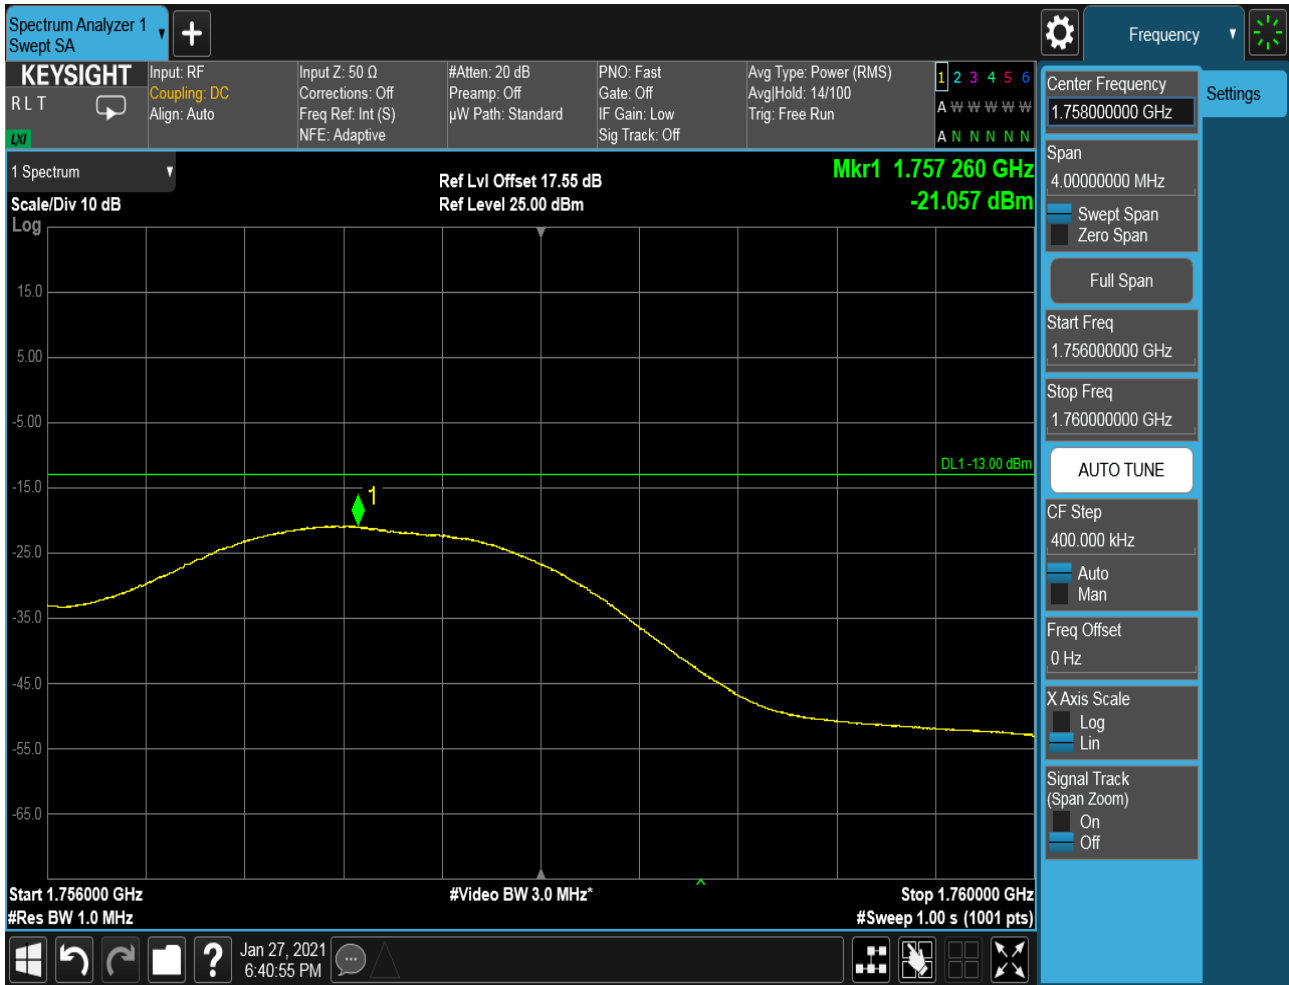 Spectrum Analyzer 1
Swept SA
Frequency
KEYSIGHT
R L T
LXI
Input: RF
Coupling: DC
Align: Auto
Input Z: 50 Ω
Corrections: Off
Freq Ref: Int (S)
NFE: Adaptive
#Atten: 20 dB
Preamp: Off
µW Path: Standard
PNO: Fast
Gate: Off
IF Gain: Low
Sig Track: Off
Avg Type: Power (RMS)
Avg|Hold: 14/100
Trig: Free Run
1 2 3 4 5 6
A W W W W W
A N N N N N
1 Spectrum
Scale/Div 10 dB
Log
Ref Lvl Offset 17.55 dB
Ref Level 25.00 dBm
Mkr1 1.757 260 GHz
-21.057 dBm
15.0
5.00
-5.00
-15.0
-25.0
-35.0
-45.0
-55.0
-65.0
DL1 -13.00 dBm
1
Start 1.756000 GHz
#Res BW 1.0 MHz
#Video BW 3.0 MHz*
Stop 1.760000 GHz
#Sweep 1.00 s (1001 pts)
Center Frequency
1.758000000 GHz
Settings
Span
4.00000000 MHz
Swept Span
Zero Span
Full Span
Start Freq
1.756000000 GHz
Stop Freq
1.760000000 GHz
AUTO TUNE
CF Step
400.000 kHz
Auto
Man
Freq Offset
0 Hz
X Axis Scale
Log
Lin
Signal Track
(Span Zoom)
On
Off
?
Jan 27, 2021
6:40:55 PM